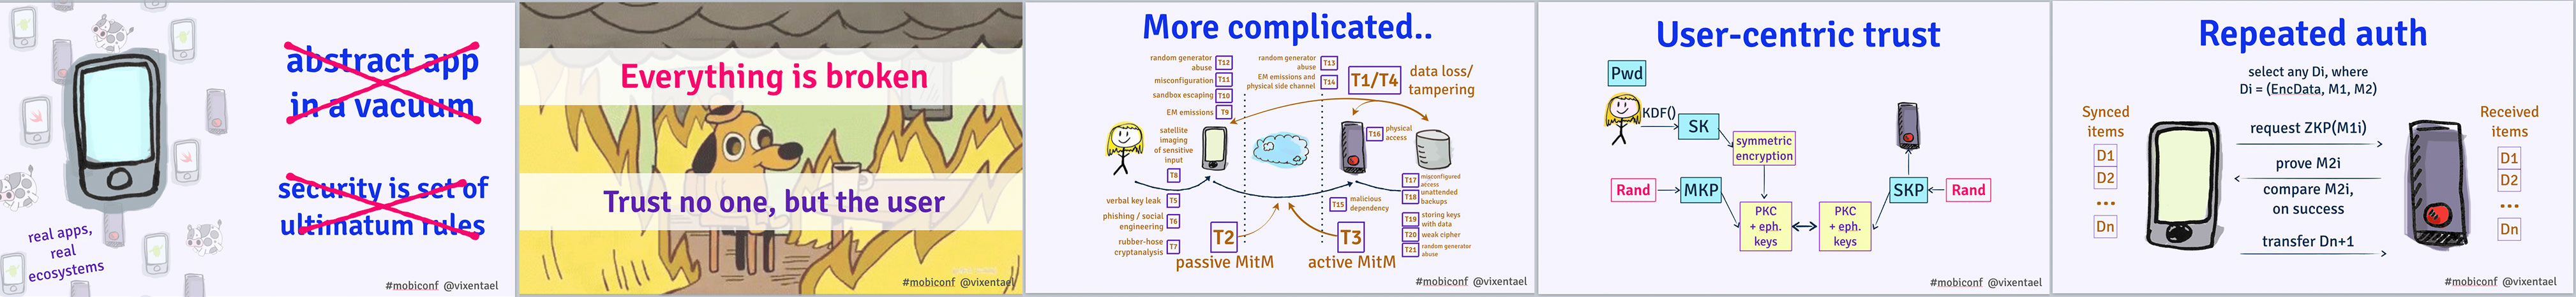 abstract app
in a vacuum
security is set of
ultimatum rules
real apps,
real
ecosystems
#mobiconf @vixentael
Everything is broken
Trust no one, but the user
#mobiconf @vixentael
More complicated..
random generator
abuse
T12
misconfiguration
T11
sandbox escaping
T10
EM emissions
T9
random generator
abuse
T13
EM emissions and
physical side channel
T14
T1/T4
data loss/
tampering
satellite
imaging
of sensitive
input
T8
verbal key leak
T5
phishing / social
engineering
T6
rubber-hose
cryptanalysis
T7
T16
physical
access
T15
malicious
dependency
T17
misconfigured
access
T18
unattended
backups
T19
storing keys
with data
T20
weak cipher
T21
random generator
abuse
T2
passive MitM
T3
active MitM
#mobiconf @vixentael
User-centric trust
Pwd
KDF()
SK
symmetric
encryption
Rand
MKP
SKP
Rand
PKC
+ eph.
keys
PKC
+ eph.
keys
#mobiconf @vixentael
Repeated auth
select any Di, where
Di = (EncData, M1, M2)
Synced
items
D1
D2
...
Dn
request ZKP(M1i)
prove M2i
compare M2i,
on success
transfer Dn+1
Received
items
D1
D2
...
Dn
#mobiconf @vixentael